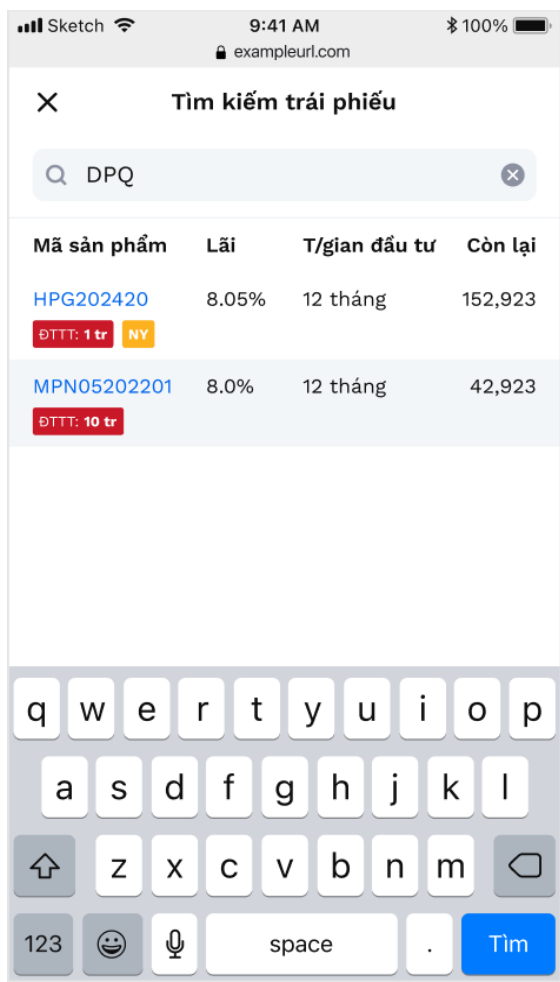 Sketch 9:41 AM 100%
exampleurl.com
Tìm kiếm trái phiếu
DPQ
Mã sản phẩm Lãi T/gian đầu tư Còn lại
HPG202420 8.05% 12 tháng 152,923
ĐTTT: 1 tr NY
MPN05202201 8.0% 12 tháng 42,923
ĐTTT: 10 tr
q w e r t y u i o p
a s d f g h j k l
z x c v b n m
123 space . Tìm